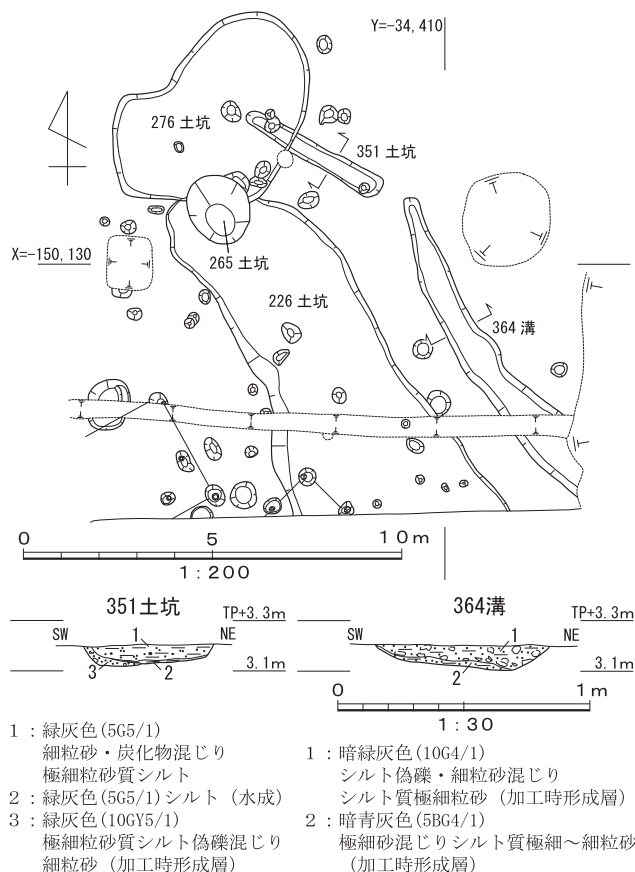 Y=−34,410
276 土坑
351 土坑
X=−150,130
265 土坑
226 土坑
364 溝
0 5 10m
1:200
351土坑
TP+3.3m
SW 1 NE
3.1m
3 2
364溝
TP+3.3m
SW 1 NE
3.1m
2
0 1m
1:30
1：緑灰色(5G5/1)
細粒砂・炭化物混じり
極細粒砂質シルト
2：緑灰色(5G5/1)シルト（水成）
3：緑灰色(10GY5/1)
極細粒砂質シルト偽礫混じり
細粒砂（加工時形成層）
1：暗緑灰色(10G4/1)
シルト偽礫・細粒砂混じり
シルト質極細粒砂（加工時形成層）
2：暗青灰色(5BG4/1)
極細砂混じりシルト質極細～細粒砂
（加工時形成層）